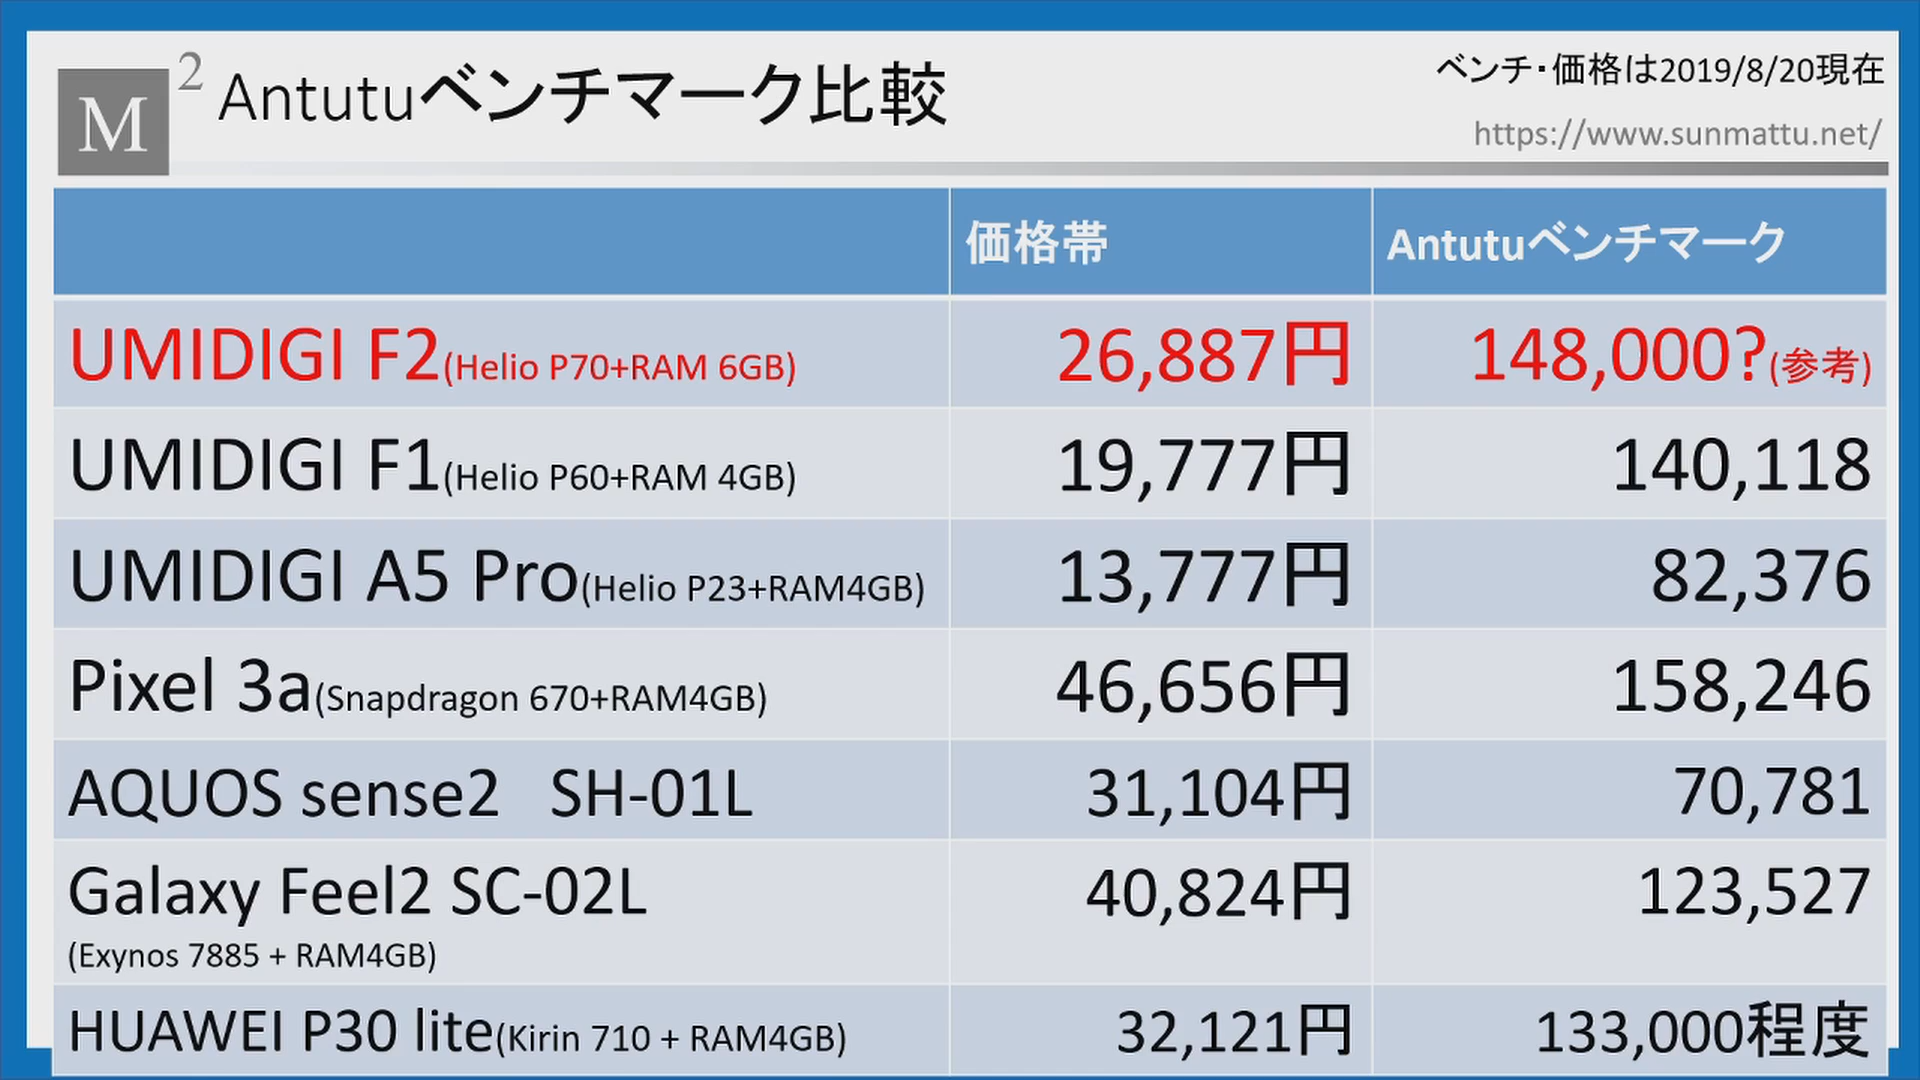 M2 Antutuベンチマーク比較
ベンチ・価格は2019/8/20現在
https://www.sunmattu.net/
価格帯 Antutuベンチマーク
UMIDIGI F2(Helio P70+RAM 6GB) 26,887円 148,000?(参考)
UMIDIGI F1(Helio P60+RAM 4GB) 19,777円 140,118
UMIDIGI A5 Pro(Helio P23+RAM4GB) 13,777円 82,376
Pixel 3a(Snapdragon 670+RAM4GB) 46,656円 158,246
AQUOS sense2 SH-01L 31,104円 70,781
Galaxy Feel2 SC-02L 40,824円 123,527
(Exynos 7885 + RAM4GB)
HUAWEI P30 lite(Kirin 710 + RAM4GB) 32,121円 133,000程度